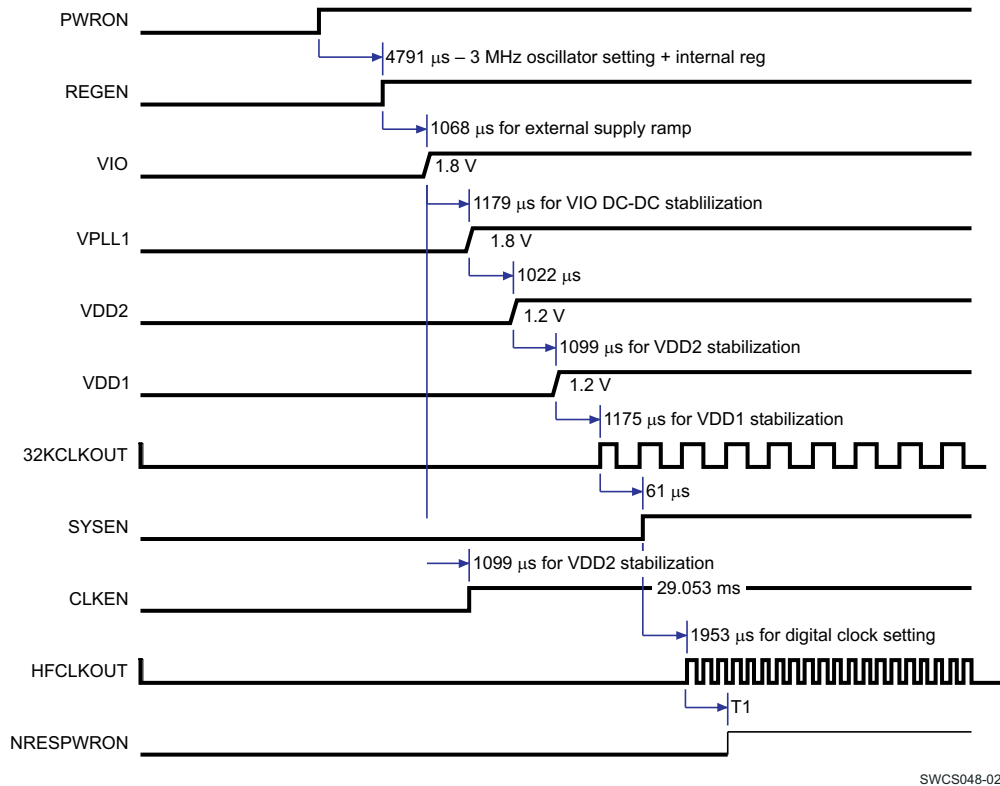 PWRON
4791 μs – 3 MHz oscillator setting + internal reg
REGEN
1068 μs for external supply ramp
VIO
1.8 V
1179 μs for VIO DC-DC stablilization
VPLL1
1.8 V
1022 μs
VDD2
1.2 V
1099 μs for VDD2 stabilization
VDD1
1.2 V
1175 μs for VDD1 stabilization
32KCLKOUT
61 μs
SYSEN
1099 μs for VDD2 stabilization
CLKEN
29.053 ms
1953 μs for digital clock setting
HFCLKOUT
T1
NRESPWRON
SWCS048-02